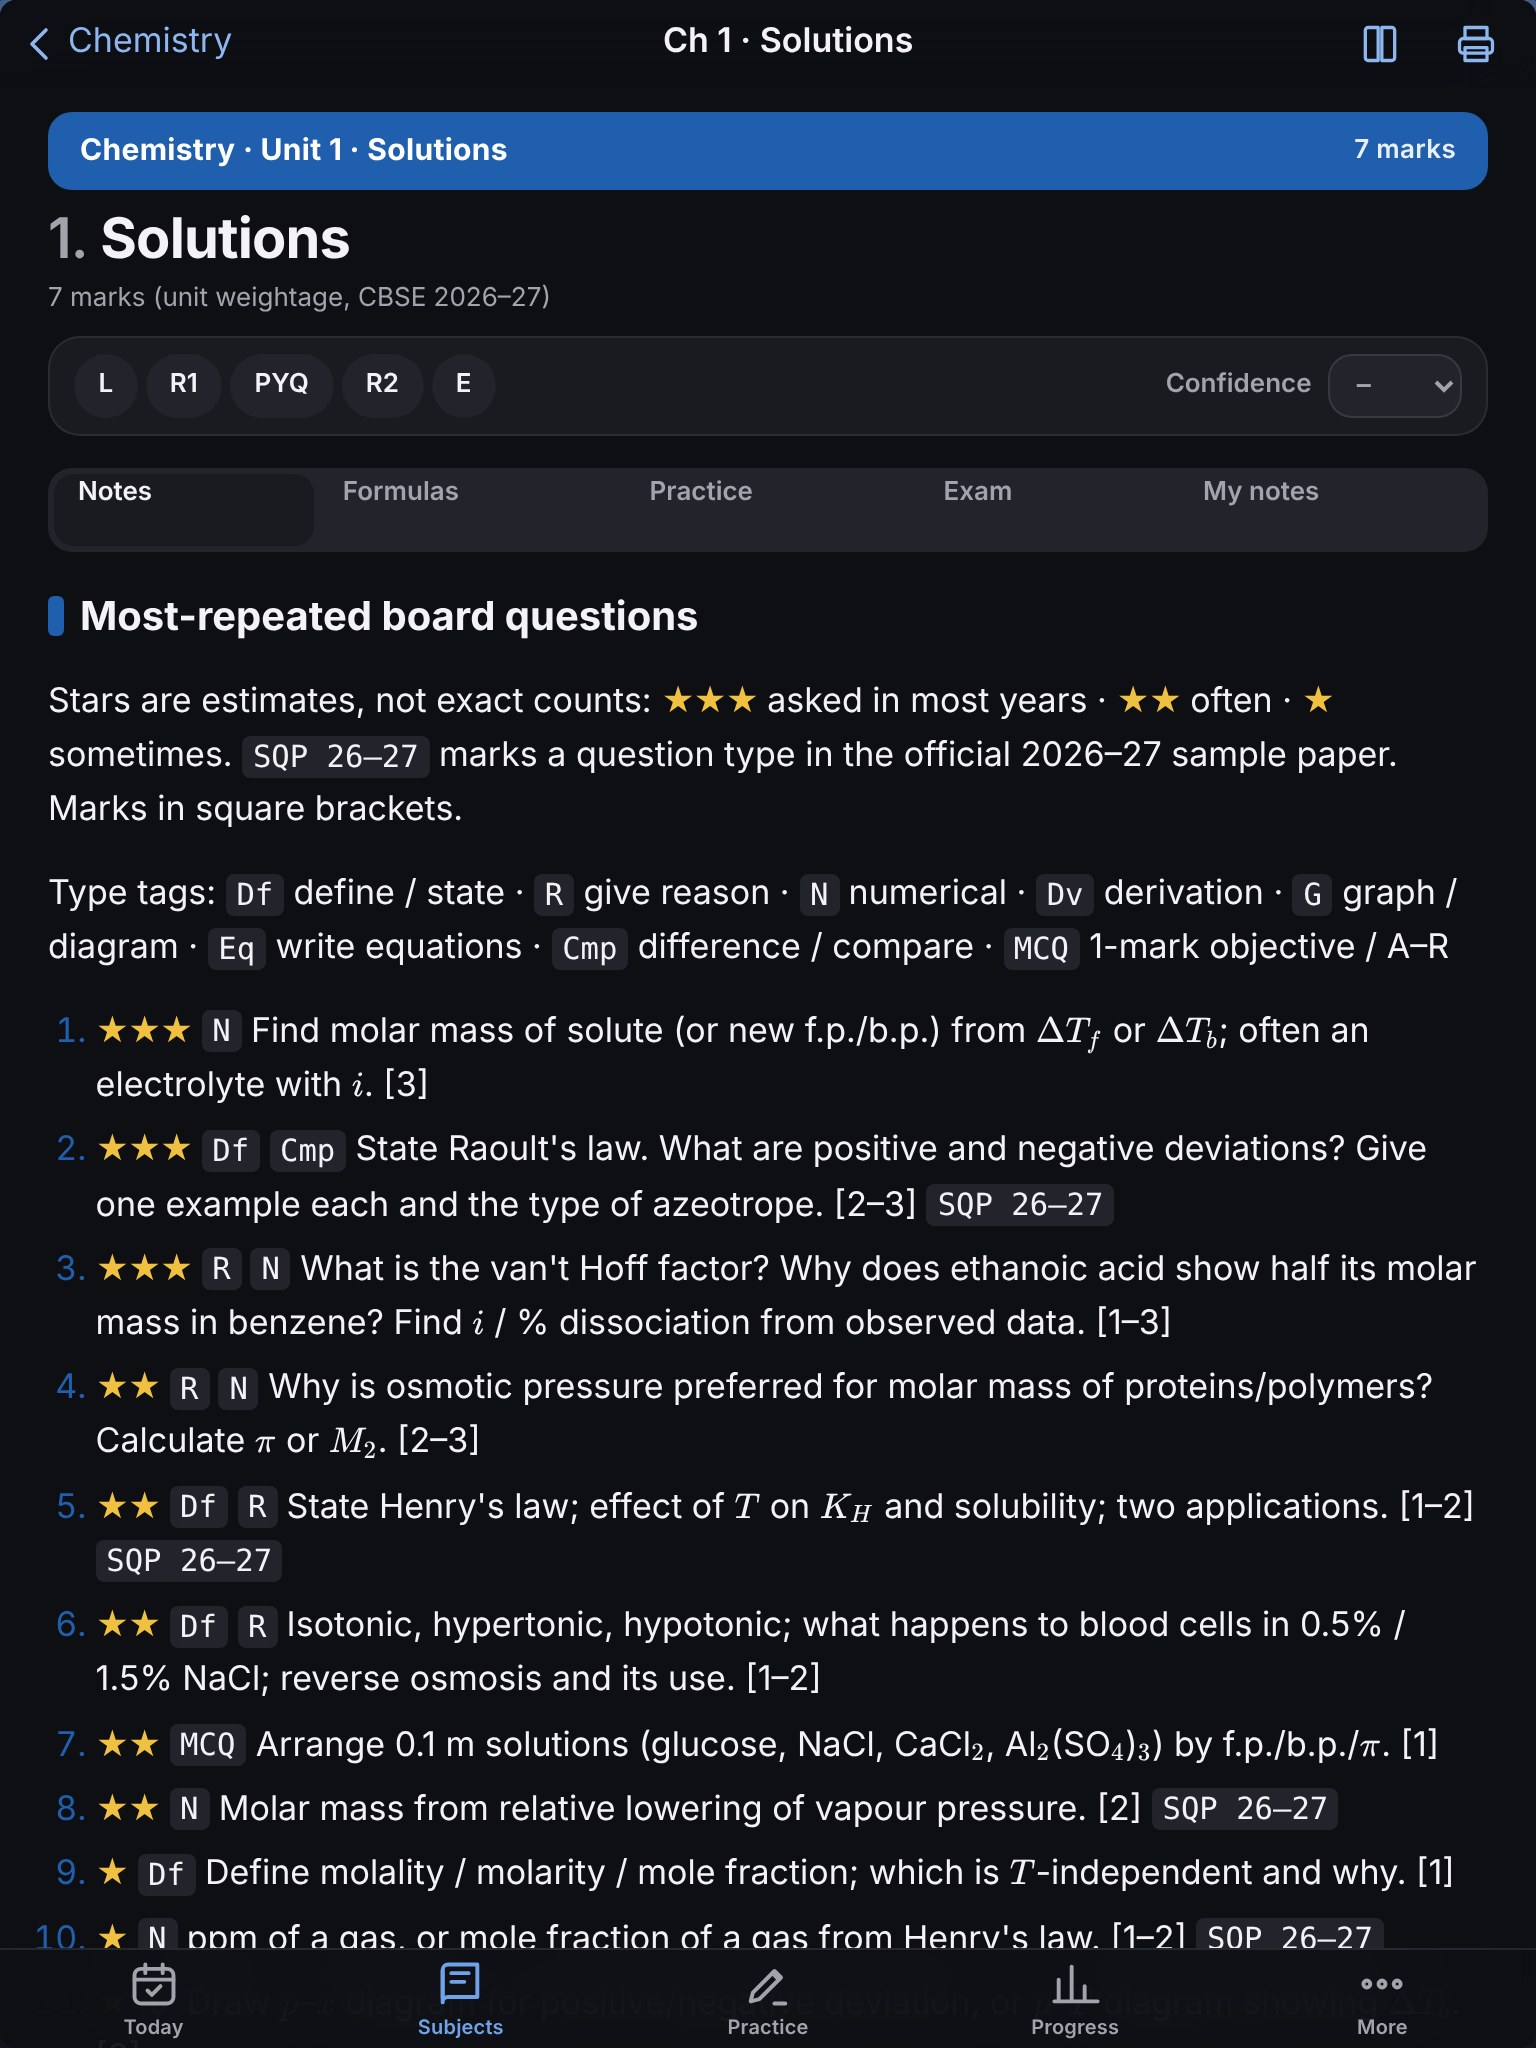 Chemistry
Ch 1 · Solutions
Chemistry · Unit 1 · Solutions
7 marks
1. Solutions
7 marks (unit weightage, CBSE 2026–27)
L R1 PYQ R2 E Confidence –
Notes Formulas Practice Exam My notes
Most-repeated board questions
Stars are estimates, not exact counts: ★★★ asked in most years · ★★ often · ★
sometimes. SQP 26–27 marks a question type in the official 2026–27 sample paper.
Marks in square brackets.
Type tags: Df define / state · R give reason · N numerical · Dv derivation · G graph /
diagram · Eq write equations · Cmp difference / compare · MCQ 1-mark objective / A–R
1. ★★★ N Find molar mass of solute (or new f.p./b.p.) from ΔT_f or ΔT_b; often an
electrolyte with i. [3]
2. ★★★ Df Cmp State Raoult's law. What are positive and negative deviations? Give
one example each and the type of azeotrope. [2–3] SQP 26–27
3. ★★★ R N What is the van't Hoff factor? Why does ethanoic acid show half its molar
mass in benzene? Find i / % dissociation from observed data. [1–3]
4. ★★ R N Why is osmotic pressure preferred for molar mass of proteins/polymers?
Calculate π or M₂. [2–3]
5. ★★ Df R State Henry's law; effect of T on K_H and solubility; two applications. [1–2]
SQP 26–27
6. ★★ Df R Isotonic, hypertonic, hypotonic; what happens to blood cells in 0.5% /
1.5% NaCl; reverse osmosis and its use. [1–2]
7. ★★ MCQ Arrange 0.1 m solutions (glucose, NaCl, CaCl₂, Al₂(SO₄)₃) by f.p./b.p./π. [1]
8. ★★ N Molar mass from relative lowering of vapour pressure. [2] SQP 26–27
9. ★ Df Define molality / molarity / mole fraction; which is T-independent and why. [1]
10. ★ N ppm of a gas, or mole fraction of a gas from Henry's law. [1–2] SQP 26–27
Draw p–x diagram for positive/negative deviation, or diagram showing ΔT_b.
Today Subjects Practice Progress More